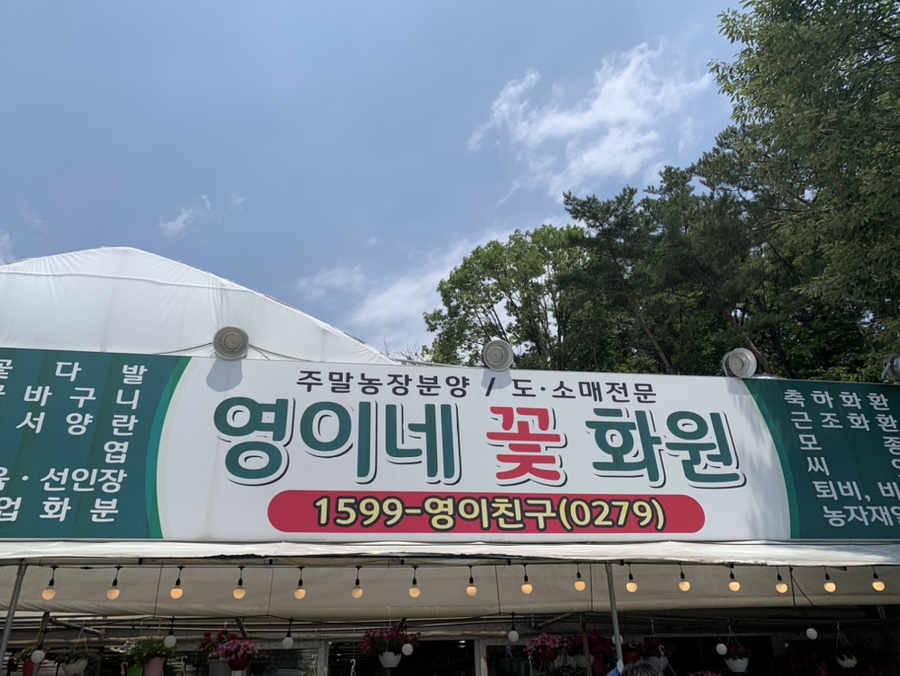 주말농장분양 / 도·소매전문
영이네 꽃 화원
1599-영이친구(0279)
다 발
바 구 니
서 양 란
엽
· 선인장
화 분
축하화환
근조화환
모 종
씨
퇴비,
농자재